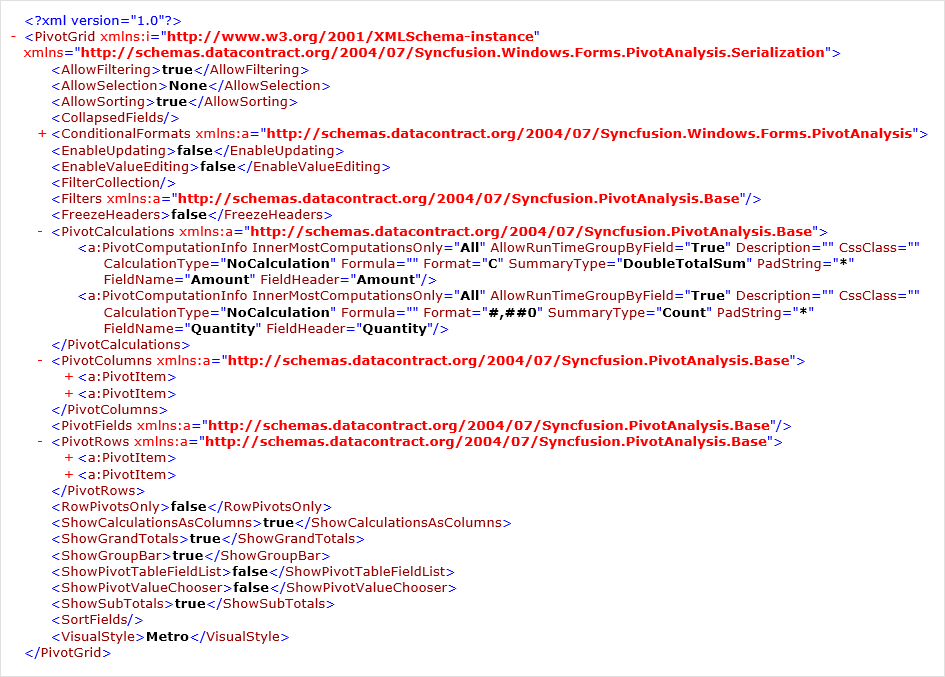 <?xml version="1.0"?>
- <PivotGrid xmlns:i="http://www.w3.org/2001/XMLSchema-instance"
xmlns="http://schemas.datacontract.org/2004/07/Syncfusion.Windows.Forms.PivotAnalysis.Serialization">
<AllowFiltering>true</AllowFiltering>
<AllowSelection>None</AllowSelection>
<AllowSorting>true</AllowSorting>
<CollapsedFields/>
+ <ConditionalFormats xmlns:a="http://schemas.datacontract.org/2004/07/Syncfusion.Windows.Forms.PivotAnalysis">
<EnableUpdating>false</EnableUpdating>
<EnableValueEditing>false</EnableValueEditing>
<FilterCollection/>
<Filters xmlns:a="http://schemas.datacontract.org/2004/07/Syncfusion.PivotAnalysis.Base"/>
<FreezeHeaders>false</FreezeHeaders>
- <PivotCalculations xmlns:a="http://schemas.datacontract.org/2004/07/Syncfusion.PivotAnalysis.Base">
<a:PivotComputationInfo InnerMostComputationsOnly="All" AllowRunTimeGroupByField="True" Description="" CssClass=""
CalculationType="NoCalculation" Formula="" Format="C" SummaryType="DoubleTotalSum" PadString="*"
FieldName="Amount" FieldHeader="Amount"/>
<a:PivotComputationInfo InnerMostComputationsOnly="All" AllowRunTimeGroupByField="True" Description="" CssClass=""
CalculationType="NoCalculation" Formula="" Format="#,##0" SummaryType="Count" PadString="*"
FieldName="Quantity" FieldHeader="Quantity"/>
</PivotCalculations>
- <PivotColumns xmlns:a="http://schemas.datacontract.org/2004/07/Syncfusion.PivotAnalysis.Base">
+ <a:PivotItem>
+ <a:PivotItem>
</PivotColumns>
<PivotFields xmlns:a="http://schemas.datacontract.org/2004/07/Syncfusion.PivotAnalysis.Base"/>
- <PivotRows xmlns:a="http://schemas.datacontract.org/2004/07/Syncfusion.PivotAnalysis.Base">
+ <a:PivotItem>
+ <a:PivotItem>
</PivotRows>
<RowPivotsOnly>false</RowPivotsOnly>
<ShowCalculationsAsColumns>true</ShowCalculationsAsColumns>
<ShowGrandTotals>true</ShowGrandTotals>
<ShowGroupBar>true</ShowGroupBar>
<ShowPivotTableFieldList>false</ShowPivotTableFieldList>
<ShowPivotValueChooser>false</ShowPivotValueChooser>
<ShowSubTotals>true</ShowSubTotals>
<SortFields/>
<VisualStyle>Metro</VisualStyle>
</PivotGrid>